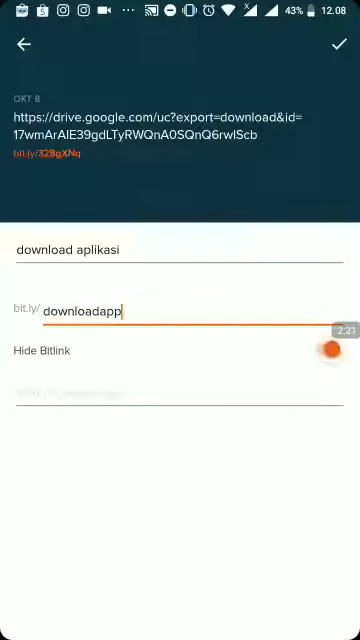 43% 12.08
OKT 8
https://drive.google.com/uc?export=download&id=
17wmArAIE39gdLTyRWQnA0SQnQ6rwlScb
bit.ly/328gXNq
download aplikasi
bit.ly/ downloadapp
2:21
Hide Bitlink